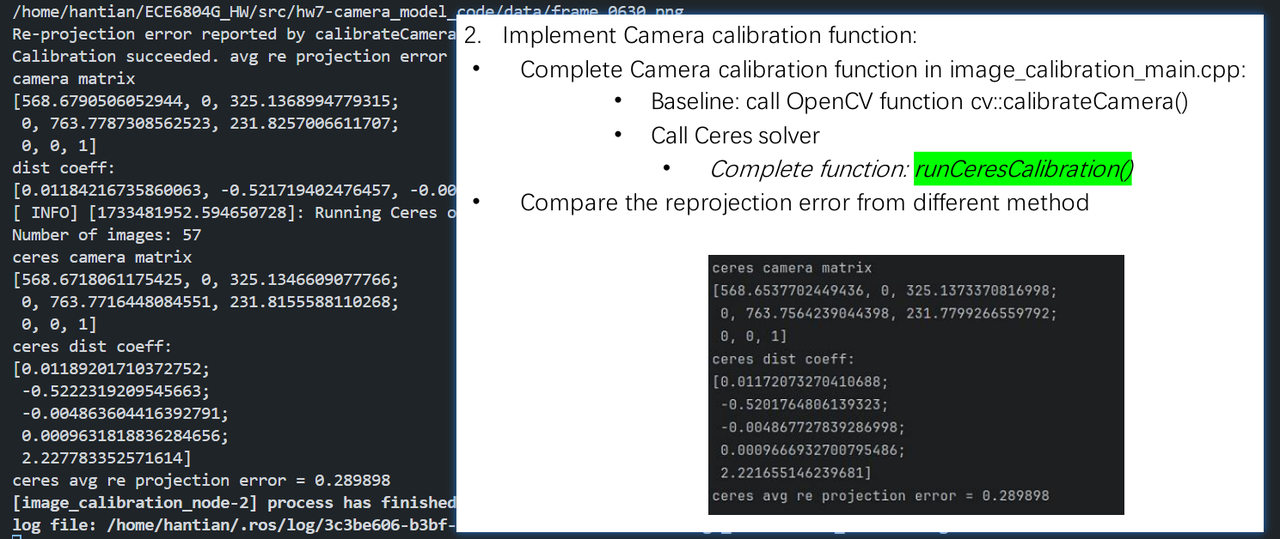 /home/hantian/ECE6804G_HW/src/hw7-camera_model_code/data/frame_0630.png
Re-projection error reported by calibrateCamera
Calibration succeeded. avg re projection error
camera matrix
[568.6790506052944, 0, 325.1368994779315;
0, 763.7787308562523, 231.8257006611707;
0, 0, 1]
dist coeff:
[0.01184216735860063, -0.521719402476457, -0.00
[ INFO] [1733481952.594650728]: Running Ceres o
Number of images: 57
ceres camera matrix
[568.6718061175425, 0, 325.1346609077766;
0, 763.7716448084551, 231.8155588110268;
0, 0, 1]
ceres dist coeff:
[0.01189201710372752;
-0.5222319209545663;
-0.004863604416392791;
0.0009631818836284656;
2.227783352571614]
ceres avg re projection error = 0.289898
[image_calibration_node-2] process has finished
log file: /home/hantian/.ros/log/3c3be606-b3bf-
2. Implement Camera calibration function:
• Complete Camera calibration function in image_calibration_main.cpp:
• Baseline: call OpenCV function cv::calibrateCamera()
• Call Ceres solver
• Complete function: runCeresCalibration()
• Compare the reprojection error from different method
ceres camera matrix
[568.6537702449436, 0, 325.1373370816998;
0, 763.7564239044398, 231.7799266559792;
0, 0, 1]
ceres dist coeff:
[0.01172073270410688;
-0.5201764806139323;
-0.004867727839286998;
0.0009666932700795486;
2.221655146239681]
ceres avg re projection error = 0.289898